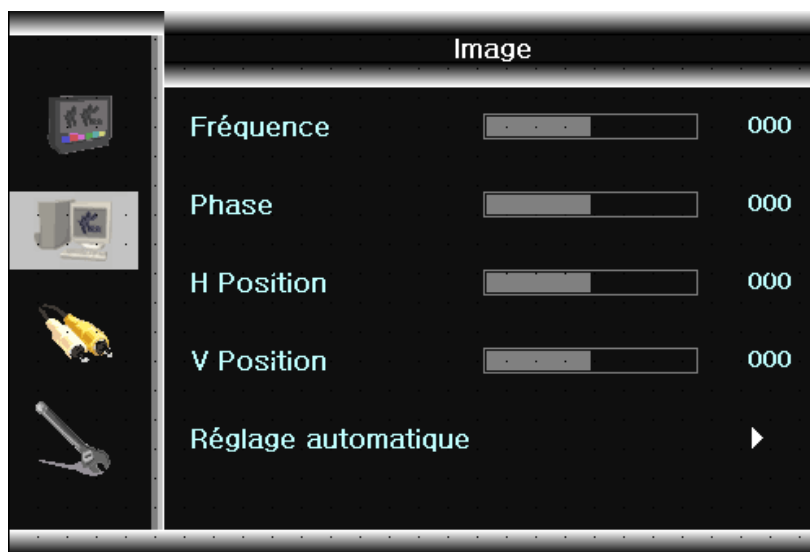 Image
Fréquence 000
Phase 000
H Position 000
V Position 000
Réglage automatique